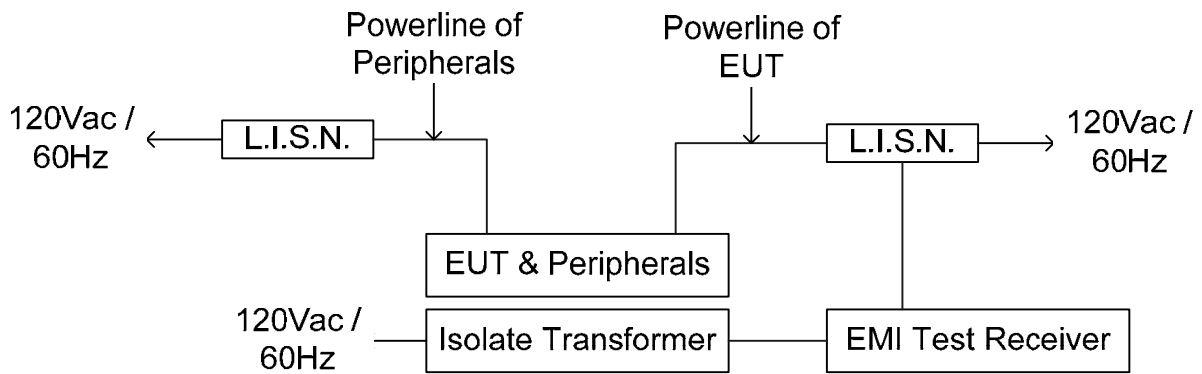 Powerline of
Peripherals
Powerline of
EUT
120Vac /
60Hz
L.I.S.N.
L.I.S.N.
120Vac /
60Hz
EUT & Peripherals
120Vac /
60Hz
Isolate Transformer
EMI Test Receiver